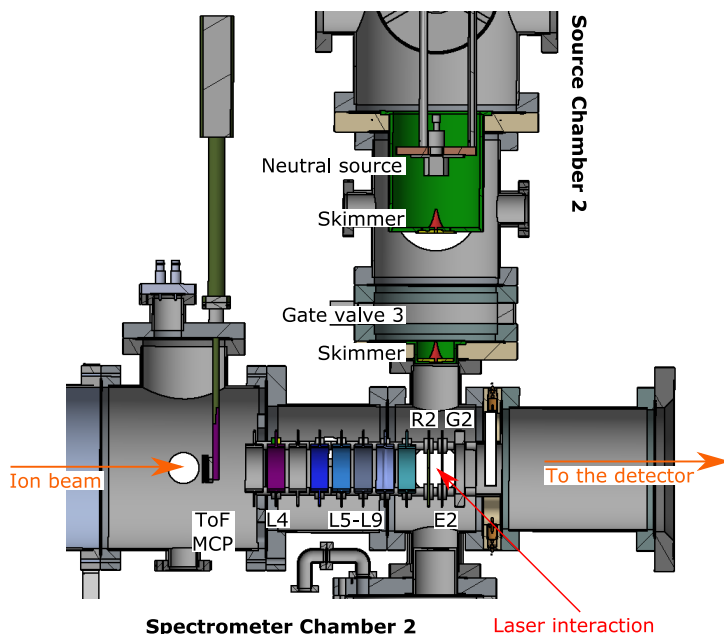 Source Chamber 2
Neutral source
Skimmer
Gate valve 3
Skimmer
R2 G2
Ion beam
To the detector
ToF
MCP
L4
L5-L9
E2
Spectrometer Chamber 2
Laser interaction